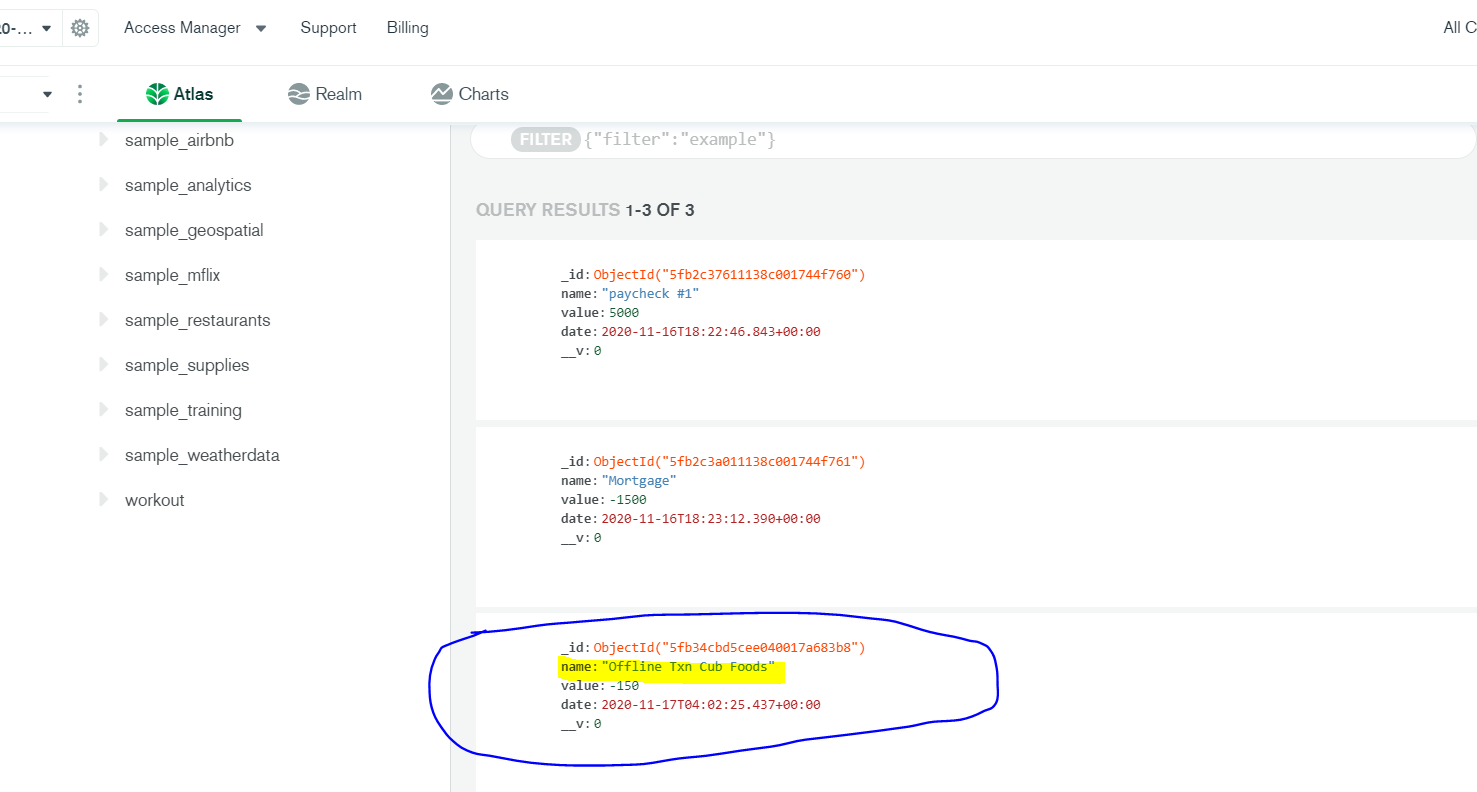 0-...
Access Manager
Support
Billing
All C
Atlas
Realm
Charts
sample_airbnb
sample_analytics
sample_geospatial
sample_mflix
sample_restaurants
sample_supplies
sample_training
sample_weatherdata
workout
FILTER {"filter":"example"}
QUERY RESULTS 1-3 OF 3
_id: ObjectId("5fb2c37611138c001744f760")
name: "paycheck #1"
value: 5000
date: 2020-11-16T18:22:46.843+00:00
__v: 0
_id: ObjectId("5fb2c3a011138c001744f761")
name: "Mortgage"
value: -1500
date: 2020-11-16T18:23:12.390+00:00
__v: 0
_id: ObjectId("5fb34cbd5cee040017a683b8")
name: "Offline Txn Cub Foods"
value: -150
date: 2020-11-17T04:02:25.437+00:00
__v: 0